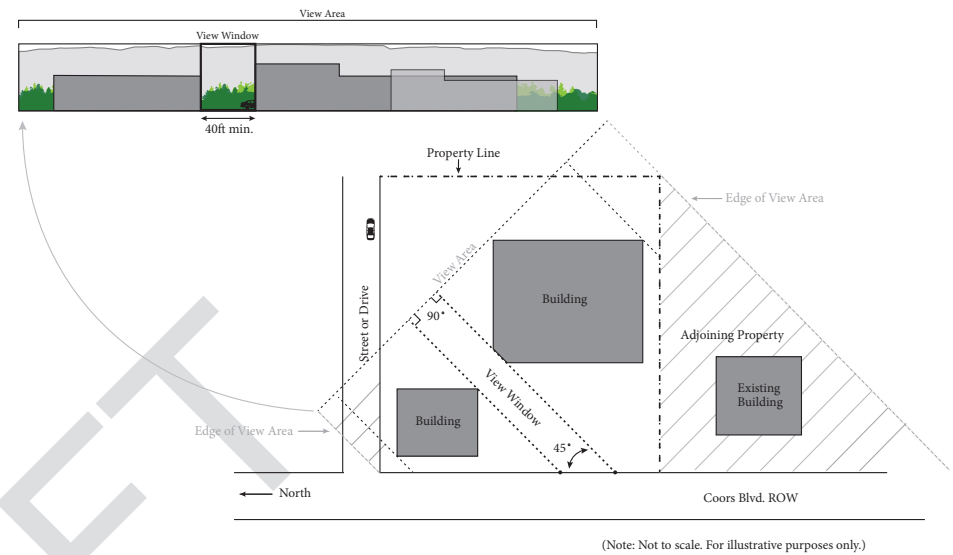 View Area
View Window
40ft min.
Property Line
Edge of View Area
View Area
Street or Drive
Building
90°
Adjoining Property
View Window
Existing
Building
Building
Edge of View Area
45°
North
Coors Blvd. ROW
(Note: Not to scale. For illustrative purposes only.)